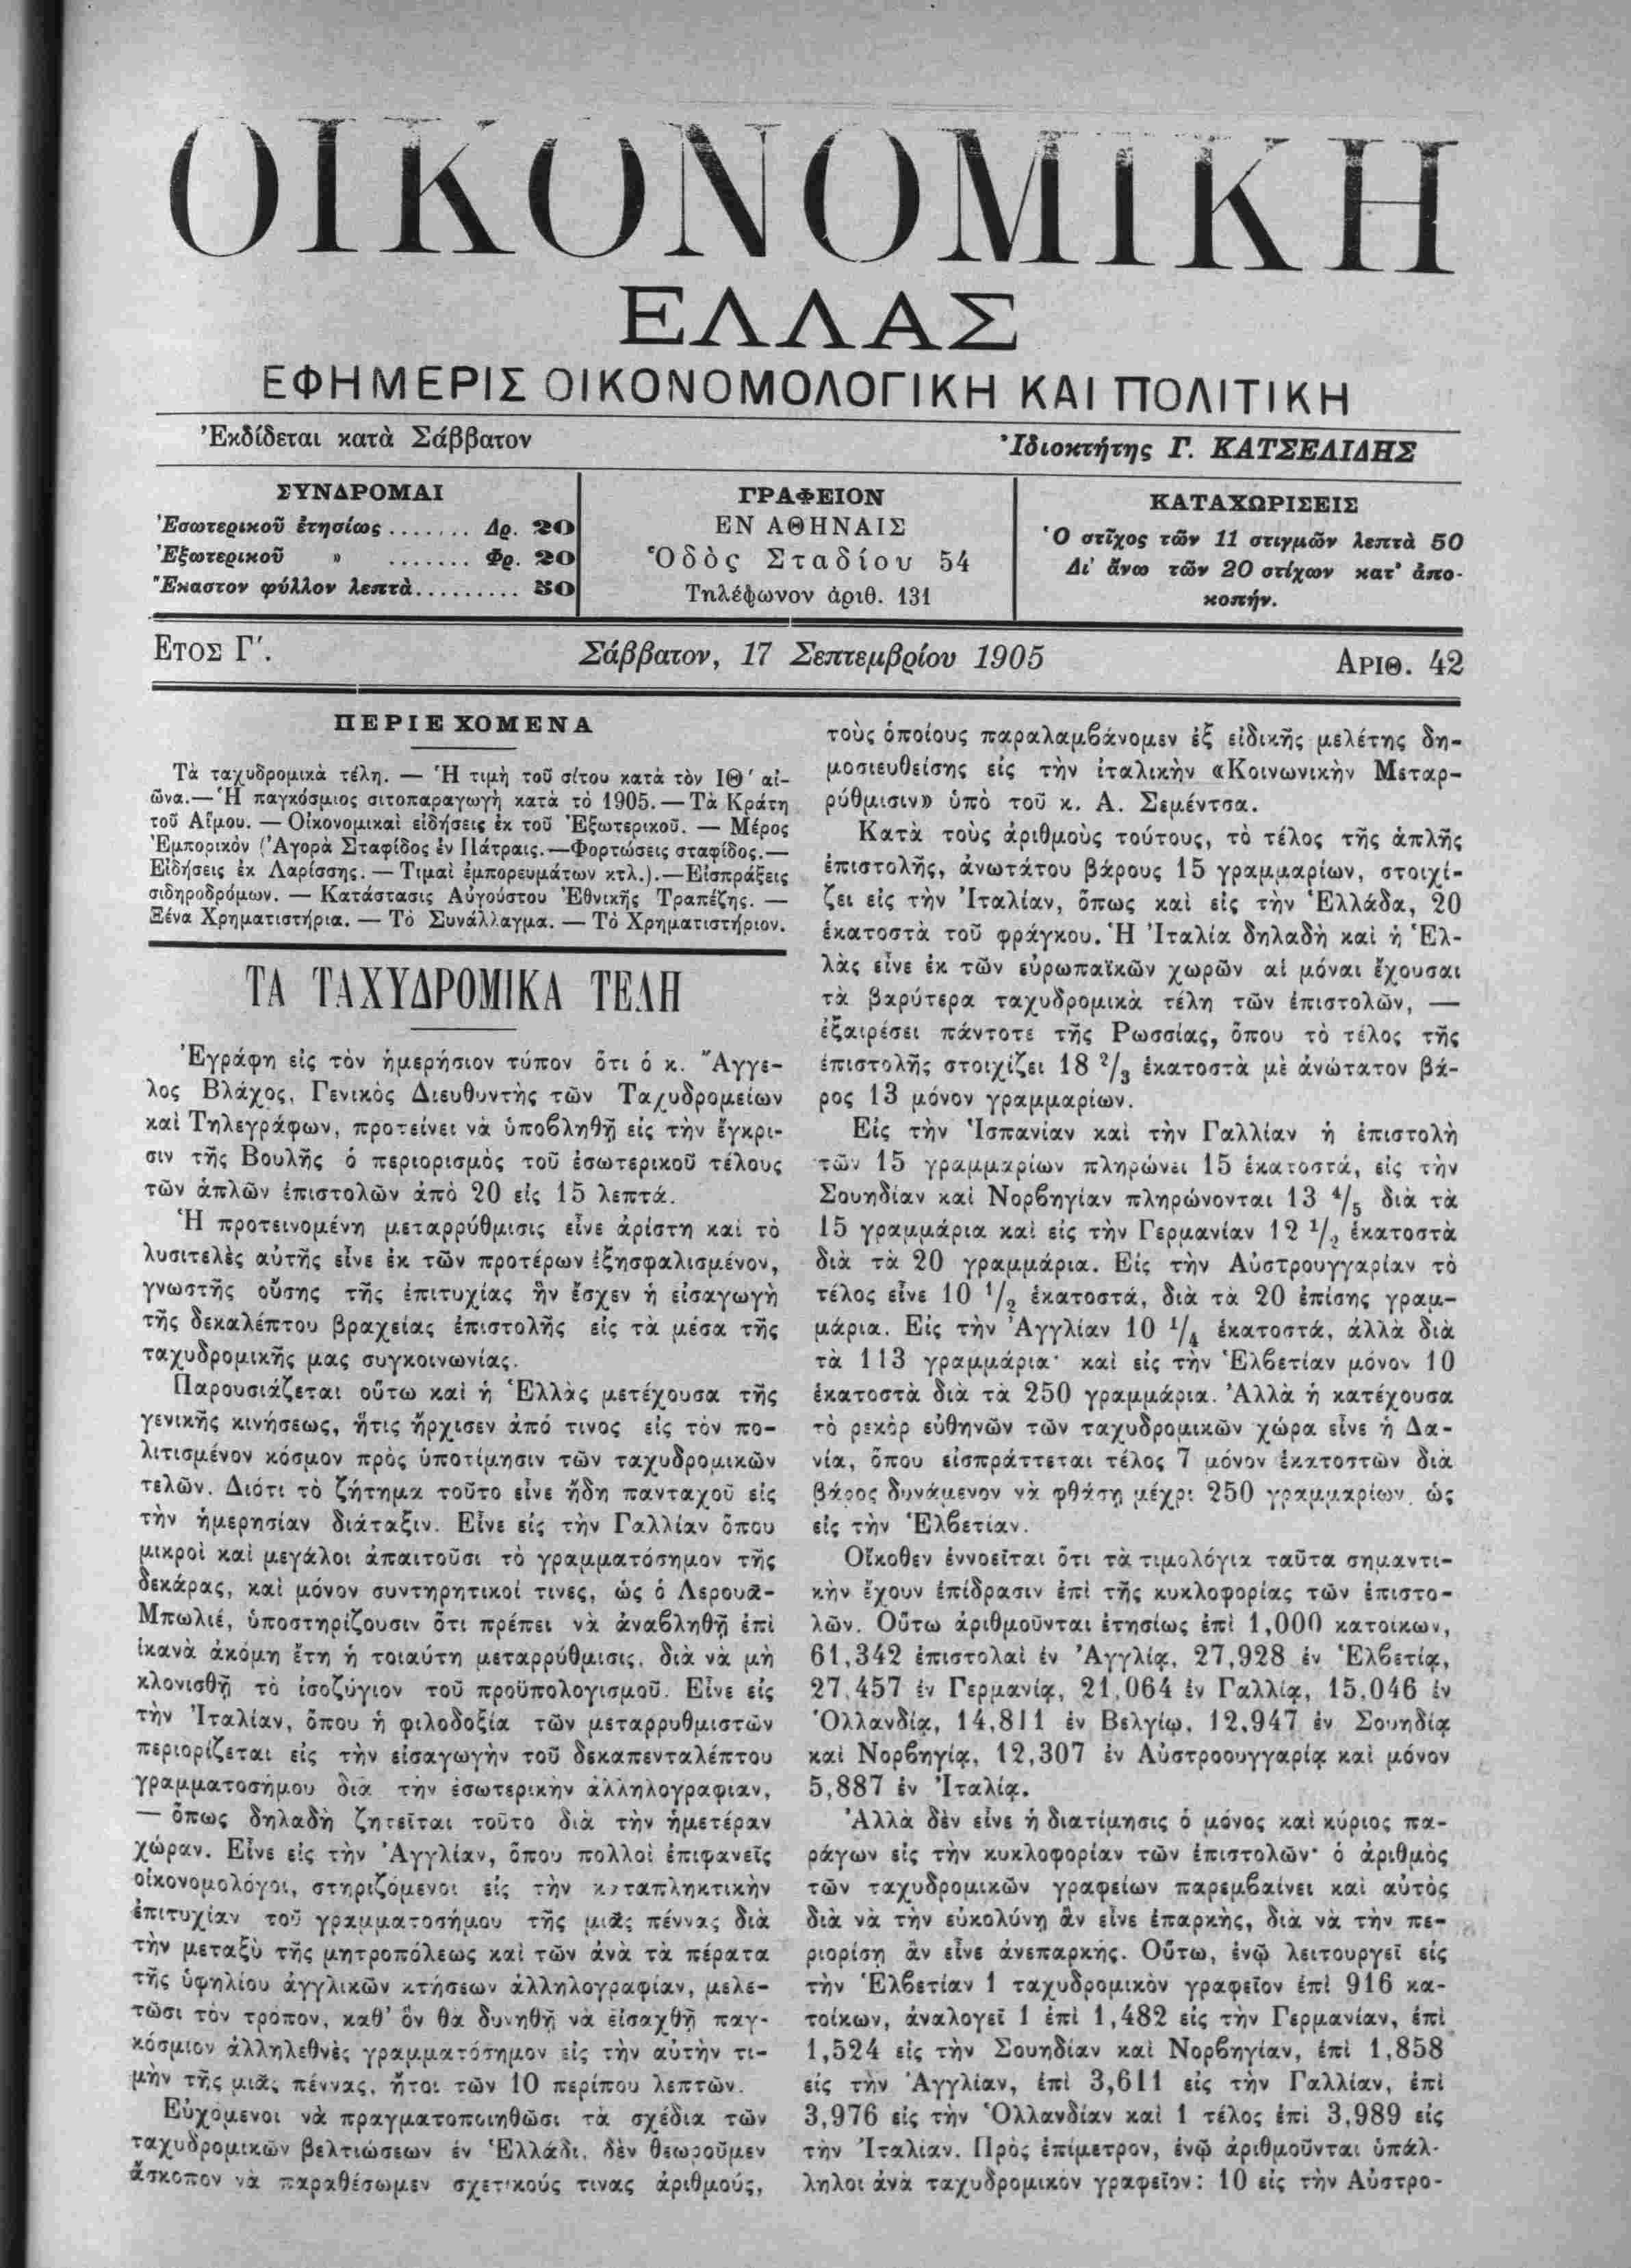 ΟΙΚΟΝΟΜΙΚΗ
ΕΛΛΑΣ
ΕΦΗΜΕΡΙΣ ΟΙΚΟΝΟΜΟΛΟΓΙΚΗ ΚΑΙ ΠΟΛΙΤΙΚΗ
Ἐκδίδεται κατὰ Σάββατον
Ἰδιοκτήτης Γ. ΚΑΤΣΕΛΙΔΗΣ
ΣΥΝΔΡΟΜΑΙ
Ἐσωτερικοῦ ἐτησίως ....... Δρ. 20
Ἐξωτερικοῦ » ....... Φρ. 20
Ἕκαστον φύλλον λεπτὰ......... 50
ΓΡΑΦΕΙΟΝ
ΕΝ ΑΘΗΝΑΙΣ
Ὁδὸς Σταδίου 54
Τηλέφωνον ἀριθ. 131
ΚΑΤΑΧΩΡΙΣΕΙΣ
Ὁ στῖχος τῶν 11 στιγμῶν λεπτὰ 50
Δι' ἄνω τῶν 20 στίχων κατ' ἀπο-
κοπήν.
ΕΤΟΣ Γ'.
Σάββατον, 17 Σεπτεμβρίου 1905
ΑΡΙΘ. 42
ΠΕΡΙΕΧΟΜΕΝΑ
Τὰ ταχυδρομικὰ τέλη. — Ἡ τιμὴ τοῦ σίτου κατὰ τὸν ΙΘ' αἰ-
ῶνα.— Ἡ παγκόσμιος σιτοπαραγωγὴ κατὰ τὸ 1905. — Τὰ Κράτη
τοῦ Αἵμου. — Οἰκονομικαὶ εἰδήσεις ἐκ τοῦ Ἐξωτερικοῦ. — Μέρος
Ἐμπορικὸν (Ἀγορὰ Σταφίδος ἐν Πάτραις.—Φορτώσεις σταφίδος.—
Εἰδήσεις ἐκ Λαρίσσης. — Τιμαὶ ἐμπορευμάτων κτλ.).—Εἰσπράξεις
σιδηροδρόμων. — Κατάστασις Αὐγούστου Ἐθνικῆς Τραπέζης. —
Ξένα Χρηματιστήρια. — Τὸ Συνάλλαγμα. — Τὸ Χρηματιστήριον.
ΤΑ ΤΑΧΥΔΡΟΜΙΚΑ ΤΕΛΗ
Ἐγράφη εἰς τὸν ἡμερήσιον τύπον ὅτι ὁ κ. Ἄγγε-
λος Βλάχος, Γενικὸς Διευθυντὴς τῶν Ταχυδρομείων
καὶ Τηλεγράφων, προτείνει νὰ ὑποβληθῇ εἰς τὴν ἔγκρι-
σιν τῆς Βουλῆς ὁ περιορισμὸς τοῦ ἐσωτερικοῦ τέλους
τῶν ἁπλῶν ἐπιστολῶν ἀπὸ 20 εἰς 15 λεπτά.
Ἡ προτεινομένη μεταρρύθμισις εἶνε ἀρίστη καὶ τὸ
λυσιτελὲς αὐτῆς εἶνε ἐκ τῶν προτέρων ἐξησφαλισμένον,
γνωστῆς οὔσης τῆς ἐπιτυχίας ἣν ἔσχεν ἡ εἰσαγωγὴ
τῆς δεκαλέπτου βραχείας ἐπιστολῆς εἰς τὰ μέσα τῆς
ταχυδρομικῆς μας συγκοινωνίας.
Παρουσιάζεται οὕτω καὶ ἡ Ἑλλὰς μετέχουσα τῆς
γενικῆς κινήσεως, ἥτις ἤρχισεν ἀπό τινος εἰς τὸν πο-
λιτισμένον κόσμον πρὸς ὑποτίμησιν τῶν ταχυδρομικῶν
τελῶν. Διότι τὸ ζήτημα τοῦτο εἶνε ἤδη πανταχοῦ εἰς
τὴν ἡμερησίαν διάταξιν. Εἶνε εἰς τὴν Γαλλίαν ὅπου
μικροὶ καὶ μεγάλοι ἀπαιτοῦσι τὸ γραμματόσημον τῆς
δεκάρας, καὶ μόνον συντηρητικοί τινες, ὡς ὁ Λερουᾶ-
Μπωλιέ, ὑποστηρίζουσιν ὅτι πρέπει νὰ ἀναβληθῇ ἐπὶ
ἱκανὰ ἀκόμη ἔτη ἡ τοιαύτη μεταρρύθμισις, διὰ νὰ μὴ
κλονισθῇ τὸ ἰσοζύγιον τοῦ προϋπολογισμοῦ. Εἶνε εἰς
τὴν Ἰταλίαν, ὅπου ἡ φιλοδοξία τῶν μεταρρυθμιστῶν
περιορίζεται εἰς τὴν εἰσαγωγὴν τοῦ δεκαπενταλέπτου
γραμματοσήμου διὰ τὴν ἐσωτερικὴν ἀλληλογραφίαν,
— ὅπως δηλαδὴ ζητεῖται τοῦτο διὰ τὴν ἡμετέραν
χώραν. Εἶνε εἰς τὴν Ἀγγλίαν, ὅπου πολλοὶ ἐπιφανεῖς
οἰκονομολόγοι, στηριζόμενοι εἰς τὴν καταπληκτικὴν
ἐπιτυχίαν τοῦ γραμματοσήμου τῆς μιᾶς πέννας διὰ
τὴν μεταξὺ τῆς μητροπόλεως καὶ τῶν ἀνὰ τὰ πέρατα
τῆς ὑφηλίου ἀγγλικῶν κτήσεων ἀλληλογραφίαν, μελε-
τῶσι τὸν τρόπον, καθ' ὃν θὰ δυνηθῇ νὰ εἰσαχθῇ παγ-
κόσμιον ἀλληλεθνὲς γραμματόσημον εἰς τὴν αὐτὴν τι-
μὴν τῆς μιᾶς πέννας, ἤτοι τῶν 10 περίπου λεπτῶν.
Εὐχόμενοι νὰ πραγματοποιηθῶσι τὰ σχέδια τῶν
ταχυδρομικῶν βελτιώσεων ἐν Ἑλλάδι, δὲν θεωροῦμεν
ἄσκοπον νὰ παραθέσωμεν σχετικούς τινας ἀριθμούς,
τοὺς ὁποίους παραλαμβάνομεν ἐξ εἰδικῆς μελέτης δη-
μοσιευθείσης εἰς τὴν ἰταλικὴν «Κοινωνικὴν Μεταρ-
ρύθμισιν» ὑπὸ τοῦ κ. Α. Σεμέντσα.
Κατὰ τοὺς ἀριθμοὺς τούτους, τὸ τέλος τῆς ἁπλῆς
ἐπιστολῆς, ἀνωτάτου βάρους 15 γραμμαρίων, στοιχί-
ζει εἰς τὴν Ἰταλίαν, ὅπως καὶ εἰς τὴν Ἑλλάδα, 20
ἑκατοστὰ τοῦ φράγκου. Ἡ Ἰταλία δηλαδὴ καὶ ἡ Ἑλ-
λὰς εἶνε ἐκ τῶν εὐρωπαϊκῶν χωρῶν αἱ μόναι ἔχουσαι
τὰ βαρύτερα ταχυδρομικὰ τέλη τῶν ἐπιστολῶν, —
ἐξαιρέσει πάντοτε τῆς Ρωσσίας, ὅπου τὸ τέλος τῆς
ἐπιστολῆς στοιχίζει 18 2/3 ἑκατοστὰ μὲ ἀνώτατον βά-
ρος 13 μόνον γραμμαρίων.
Εἰς τὴν Ἱσπανίαν καὶ τὴν Γαλλίαν ἡ ἐπιστολὴ
τῶν 15 γραμμαρίων πληρώνει 15 ἑκατοστά, εἰς τὴν
Σουηδίαν καὶ Νορβηγίαν πληρώνονται 13 4/5 διὰ τὰ
15 γραμμάρια καὶ εἰς τὴν Γερμανίαν 12 1/2 ἑκατοστὰ
διὰ τὰ 20 γραμμάρια. Εἰς τὴν Αὐστρουγγαρίαν τὸ
τέλος εἶνε 10 1/2 ἑκατοστά, διὰ τὰ 20 ἐπίσης γραμ-
μάρια. Εἰς τὴν Ἀγγλίαν 10 1/4 ἑκατοστά, ἀλλὰ διὰ
τὰ 113 γραμμάρια· καὶ εἰς τὴν Ἑλβετίαν μόνον 10
ἑκατοστὰ διὰ τὰ 250 γραμμάρια. Ἀλλὰ ἡ κατέχουσα
τὸ ρεκὸρ εὐθηνῶν τῶν ταχυδρομικῶν χώρα εἶνε ἡ Δα-
νία, ὅπου εἰσπράττεται τέλος 7 μόνον ἑκατοστῶν διὰ
βάρος δυνάμενον νὰ φθάσῃ μέχρι 250 γραμμαρίων, ὡς
εἰς τὴν Ἑλβετίαν.
Οἴκοθεν ἐννοεῖται ὅτι τὰ τιμολόγια ταῦτα σημαντι-
κὴν ἔχουν ἐπίδρασιν ἐπὶ τῆς κυκλοφορίας τῶν ἐπιστο-
λῶν. Οὕτω ἀριθμοῦνται ἐτησίως ἐπὶ 1,000 κατοίκων,
61,342 ἐπιστολαὶ ἐν Ἀγγλίᾳ, 27,928 ἐν Ἑλβετίᾳ,
27,457 ἐν Γερμανίᾳ, 21,064 ἐν Γαλλίᾳ, 15,046 ἐν
Ὀλλανδίᾳ, 14,811 ἐν Βελγίῳ, 12,947 ἐν Σουηδίᾳ
καὶ Νορβηγίᾳ, 12,307 ἐν Αὐστροουγγαρίᾳ καὶ μόνον
5,887 ἐν Ἰταλίᾳ.
Ἀλλὰ δὲν εἶνε ἡ διατίμησις ὁ μόνος καὶ κύριος πα-
ράγων εἰς τὴν κυκλοφορίαν τῶν ἐπιστολῶν· ὁ ἀριθμὸς
τῶν ταχυδρομικῶν γραφείων παρεμβαίνει καὶ αὐτὸς
διὰ νὰ τὴν εὐκολύνῃ ἂν εἶνε ἐπαρκής, διὰ νὰ τὴν πε-
ριορίσῃ ἂν εἶνε ἀνεπαρκής. Οὕτω, ἐνῷ λειτουργεῖ εἰς
τὴν Ἑλβετίαν 1 ταχυδρομικὸν γραφεῖον ἐπὶ 916 κα-
τοίκων, ἀναλογεῖ 1 ἐπὶ 1,482 εἰς τὴν Γερμανίαν, ἐπὶ
1,524 εἰς τὴν Σουηδίαν καὶ Νορβηγίαν, ἐπὶ 1,858
εἰς τὴν Ἀγγλίαν, ἐπὶ 3,611 εἰς τὴν Γαλλίαν, ἐπὶ
3,976 εἰς τὴν Ὀλλανδίαν καὶ 1 τέλος ἐπὶ 3,989 εἰς
τὴν Ἰταλίαν. Πρὸς ἐπίμετρον, ἐνῷ ἀριθμοῦνται ὑπάλ-
ληλοι ἀνὰ ταχυδρομικὸν γραφεῖον: 10 εἰς τὴν Αὐστρο-